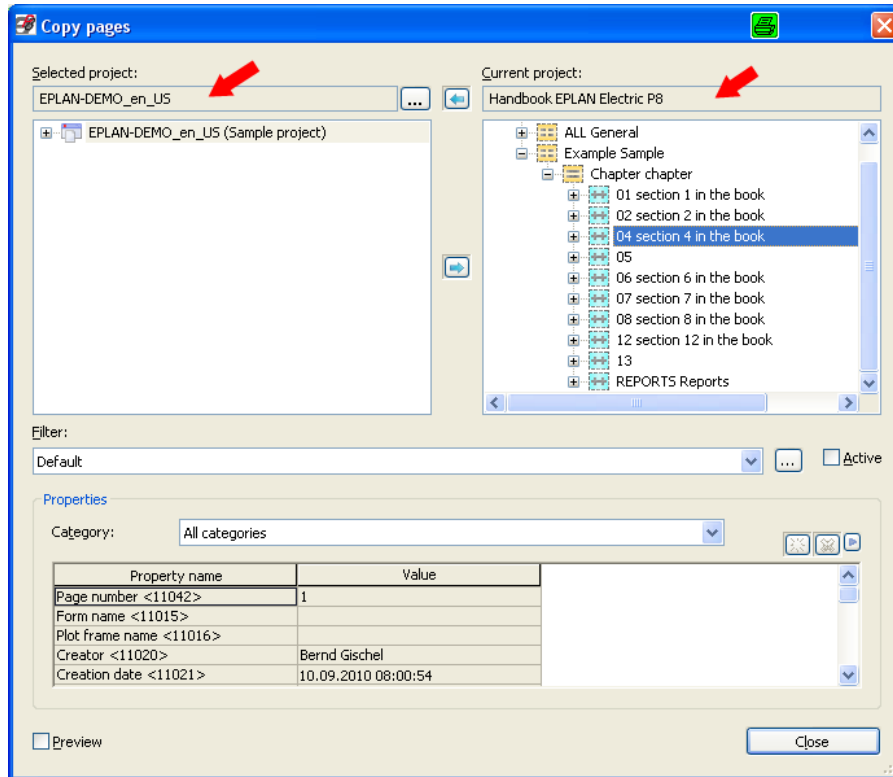 Copy pages
Selected project:
Current project:
EPLAN-DEMO_en_US
...
Handbook EPLAN Electric P8
EPLAN-DEMO_en_US (Sample project)
ALL General
Example Sample
Chapter chapter
01 section 1 in the book
02 section 2 in the book
04 section 4 in the book
05
06 section 6 in the book
07 section 7 in the book
08 section 8 in the book
12 section 12 in the book
13
REPORTS Reports
Filter:
Default
...
Active
Properties
Category:
All categories
Property name Value
Page number <11042> 1
Form name <11015>
Plot frame name <11016>
Creator <11020> Bernd Gischel
Creation date <11021> 10.09.2010 08:00:54
Preview
Close